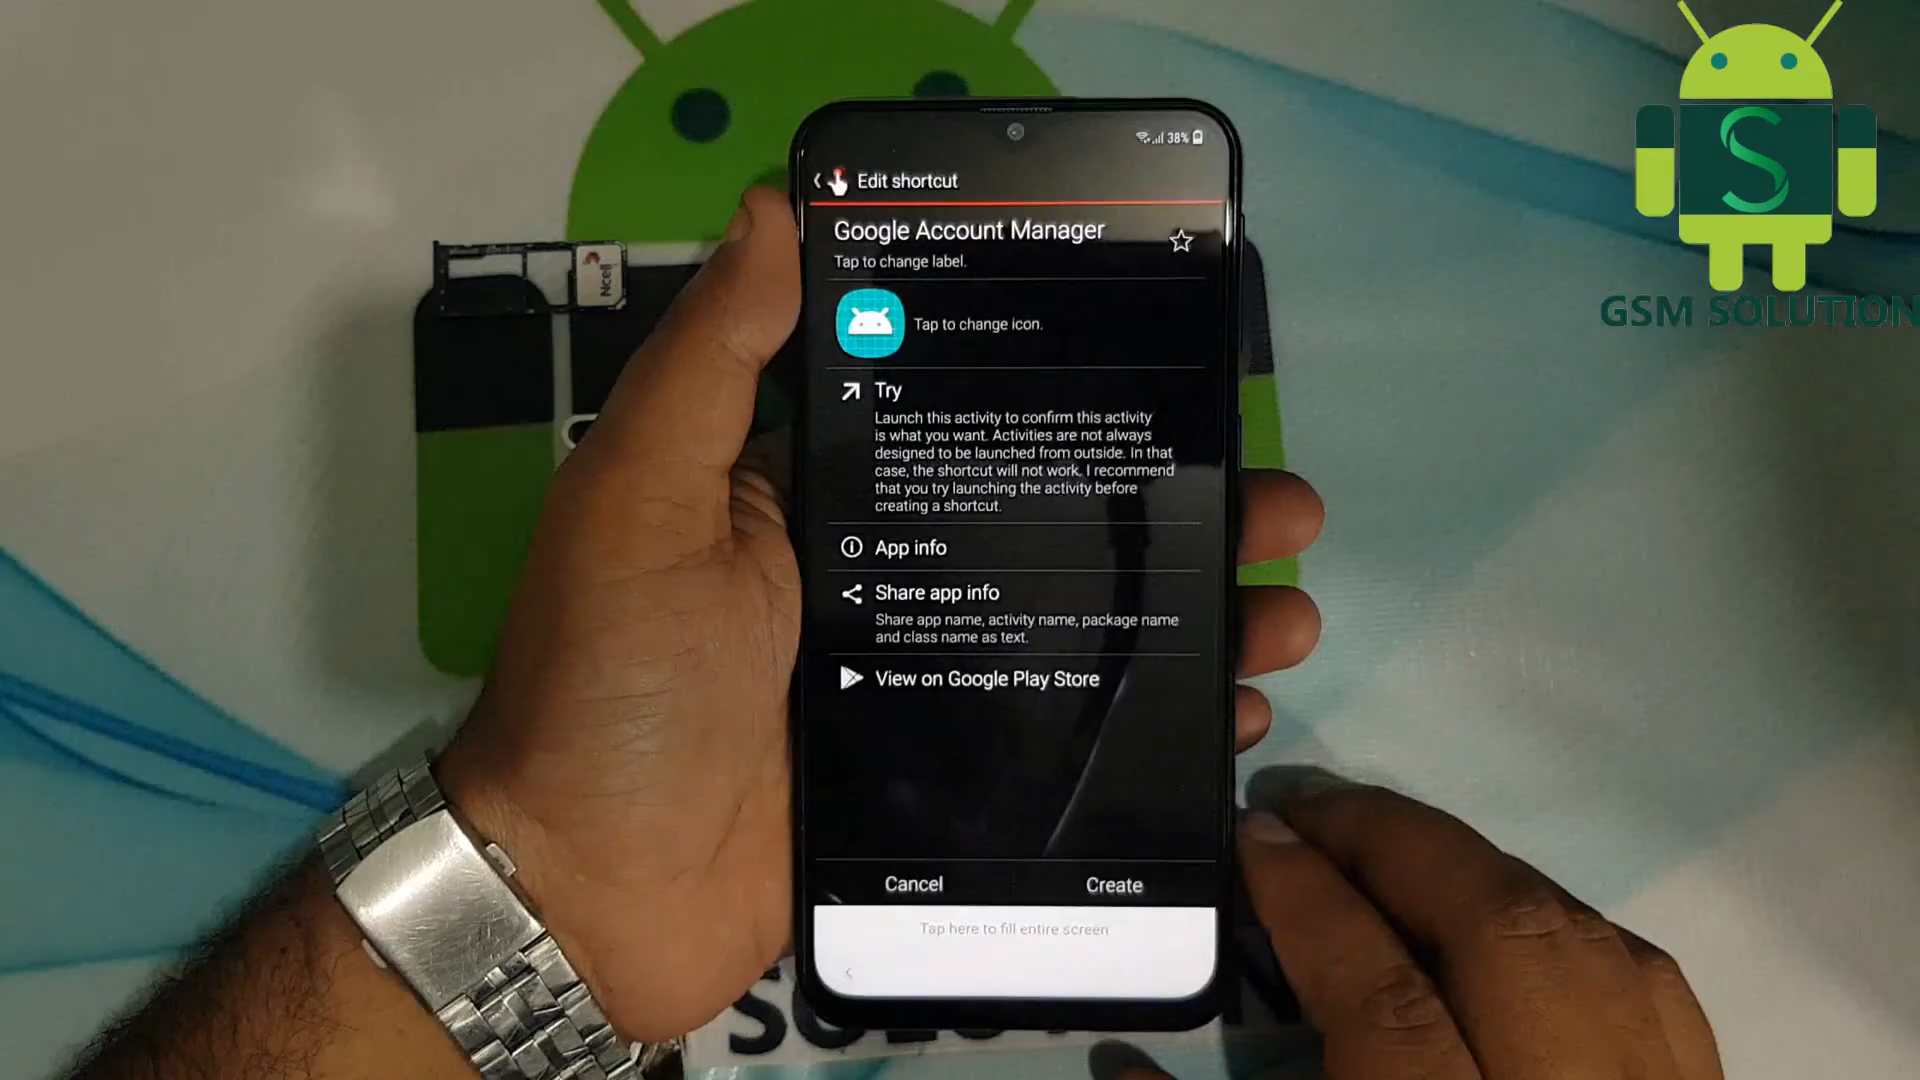 38%
Edit shortcut
Google Account Manager
Tap to change label.
Tap to change icon.
Try
Launch this activity to confirm this activity
is what you want. Activities are not always
designed to be launched from outside. In that
case, the shortcut will not work. I recommend
that you try launching the activity before
creating a shortcut.
App info
Share app info
Share app name, activity name, package name
and class name as text.
View on Google Play Store
Cancel
Create
Tap here to fill entire screen
Ncell
S
GSM SOLUTION